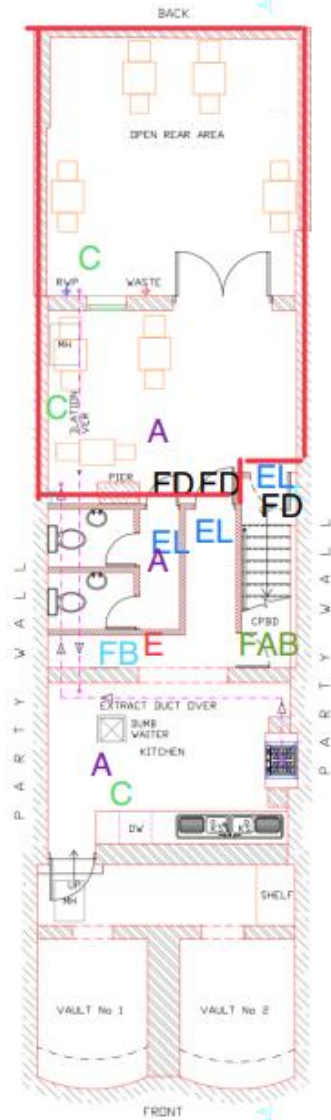 BACK
OPEN REAR AREA
C
RWP
WASTE
MH
C
A
PIER
FD FD
EL
FD
EL
EL
A
CPBD
FB
E
FAB
PARTY WALL
PARTY WALL
EXTRACT DUCT OVER
DUMB
WAITER
KITCHEN
A
C
DW
UP
MH
SHELF
VAULT No 1
VAULT No 2
FRONT